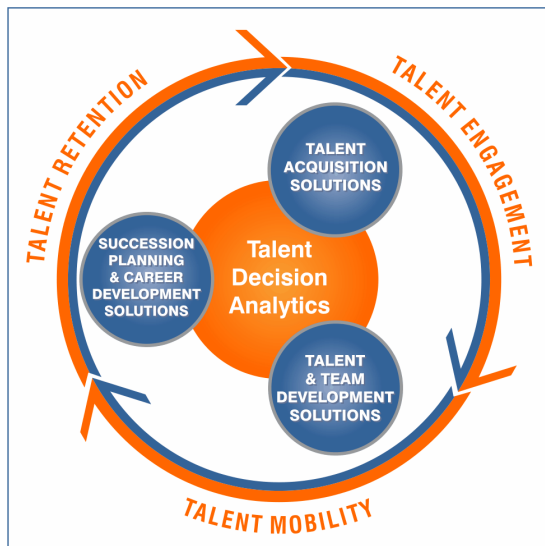 TALENT RETENTION
TALENT ENGAGEMENT
TALENT
ACQUISITION
SOLUTIONS
SUCCESSION
PLANNING
& CAREER
DEVELOPMENT
SOLUTIONS
Talent
Decision
Analytics
TALENT
& TEAM
DEVELOPMENT
SOLUTIONS
TALENT MOBILITY